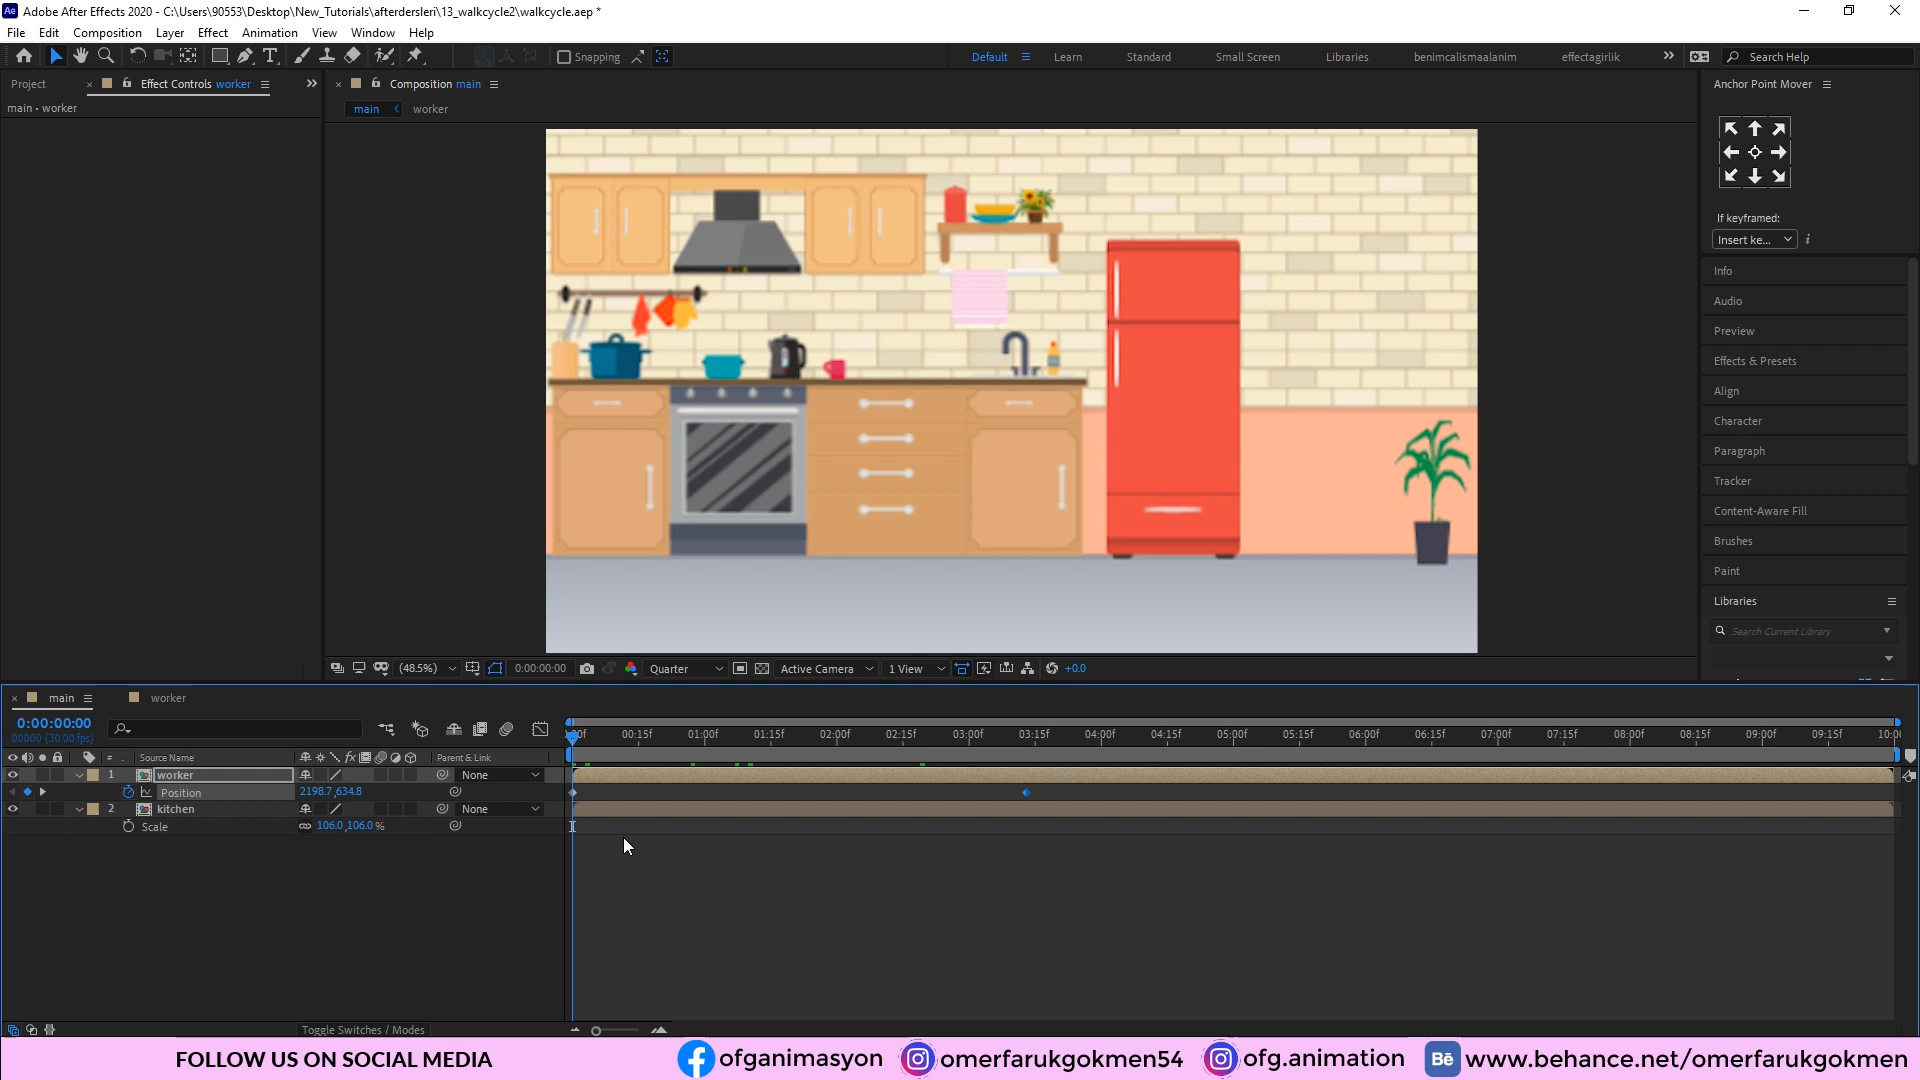 Adobe After Effects 2020 - C:\Users\90553\Desktop\New_Tutorials\afterdersleri\13_walkcycle2\walkcycle.aep *
File Edit Composition Layer Effect Animation View Window Help
Snapping Default Learn Standard Small Screen Libraries benimcalismaalanim effectagirlik Search Help
Project Effect Controls worker Composition main Anchor Point Mover
main • worker main worker
If keyframed:
Insert ke...
Info
Audio
Preview
Effects & Presets
Align
Character
Paragraph
Tracker
Content-Aware Fill
Brushes
Paint
Libraries
Search Current Library
(48.5%) 0:00:00:00 Quarter Active Camera 1 View +0.0
main worker
0:00:00:00
00000 (30.00 fps)
00:15f 01:00f 01:15f 02:00f 02:15f 03:00f 03:15f 04:00f 04:15f 05:00f 05:15f 06:00f 06:15f 07:00f 07:15f 08:00f 08:15f 09:00f 09:15f
# Source Name Parent & Link
1 worker None
Position 2198.7,634.8
2 kitchen None
Scale 106.0,106.0%
Toggle Switches / Modes
FOLLOW US ON SOCIAL MEDIA ofganimasyon omerfarukgokmen54 ofg.animation Bē www.behance.net/omerfarukgokmen